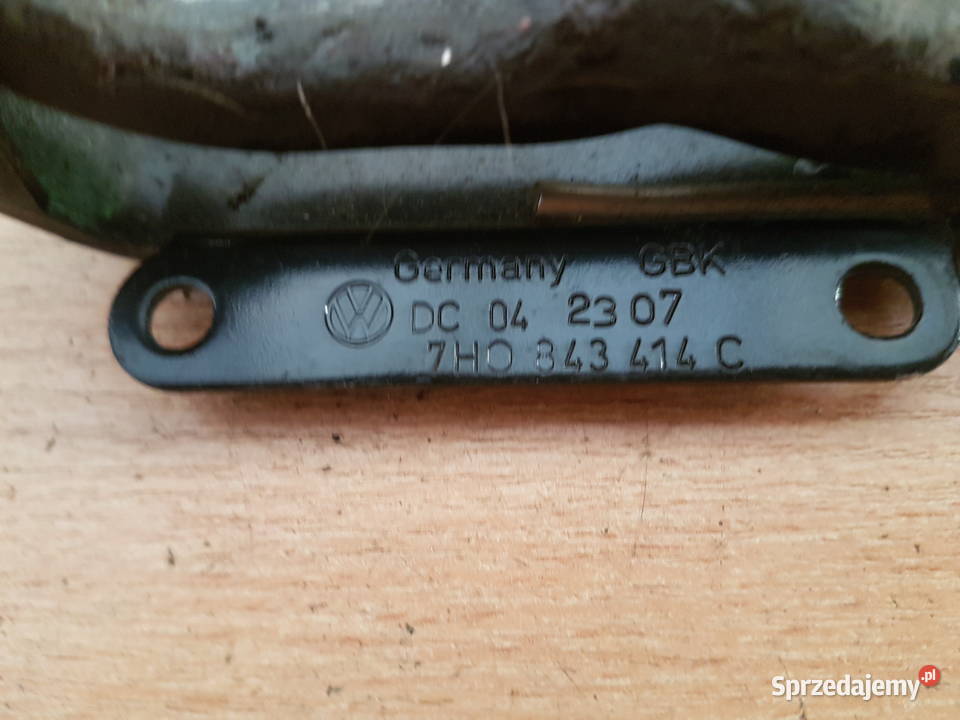 Germany GBK
DC 04 23 07
7H0 843 414 C
Sprzedajemy.pl